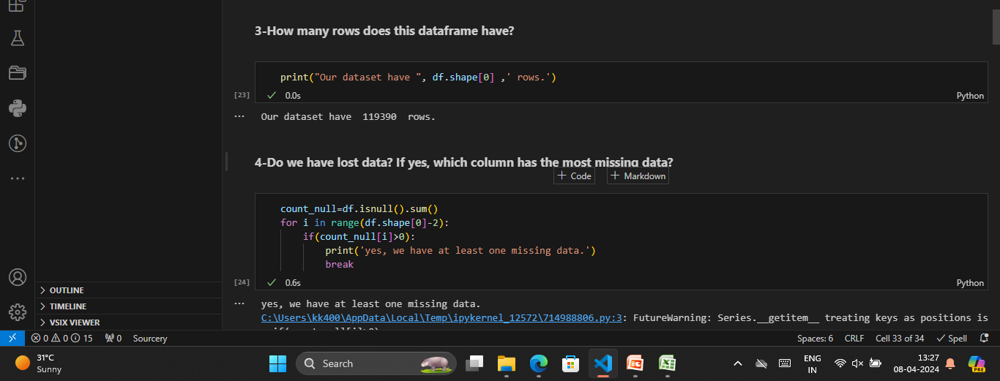 3-How many rows does this dataframe have?
print("Our dataset have ", df.shape[0] ,' rows.')
[23]
0.0s
Python
Our dataset have  119390  rows.
4-Do we have lost data? If yes, which column has the most missing data?
+ Code
+ Markdown
count_null=df.isnull().sum()
for i in range(df.shape[0]-2):
    if(count_null[i]>0):
        print('yes, we have at least one missing data.')
        break
[24]
0.6s
Python
yes, we have at least one missing data.
C:\Users\kk400\AppData\Local\Temp\ipykernel_12572\714988806.py:3: FutureWarning: Series.__getitem__ treating keys as positions is
OUTLINE
TIMELINE
VSIX VIEWER
0 0 15 0 Sourcery
Spaces: 6 CRLF Cell 33 of 34 Spell
31°C
Sunny
Search
ENG
IN
13:27
08-04-2024
PRE